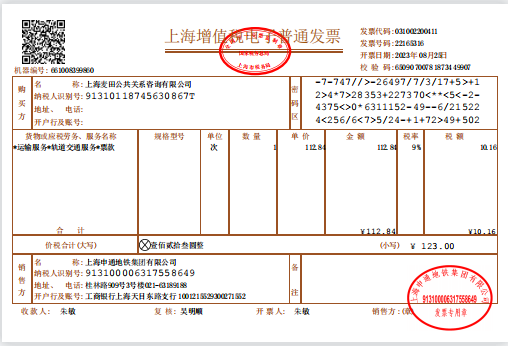 上海增值税电子普通发票
发票代码:031002200411
发票号码:22165316
开票日期:2023年08月25日
校 验 码:65090 70078 18734 49907
机器编号:661008399860
购买方
名 称:上海麦田公共关系咨询有限公司
纳税人识别号:91310118745630867T
地址、 电话:
开户行及账号:
密码区
-7-747//>-26497/7/3/17+5>+1
2>4*7>28353+227370<**<5<-2-
4375<>0*6311152-49--6/21522
4<256/6<7>5/24-+1+72>49+502
货物或应税劳务、服务名称 规格型号 单位 数 量 单 价 金 额 税率 税 额
*运输服务*轨道交通服务*票款 次 1 112.84 112.84 9% 10.16
合 计 ￥112.84 ￥10.16
价税合计(大写) 壹佰贰拾叁圆整 (小写) ￥ 123.00
销售方
名 称:上海申通地铁集团有限公司
纳税人识别号:913100006317558649
地址、 电话:桂林路909号3号楼021-63189188
开户行及账号:工商银行上海天目东路支行 1001215529300271552
备注
收 款 人: 朱敏 复 核: 吴明顺 开 票 人: 朱敏 销 售 方:(章)
上海申通地铁集团有限公司
913100006317558649
发票专用章
国家税务总局
上海市税务局